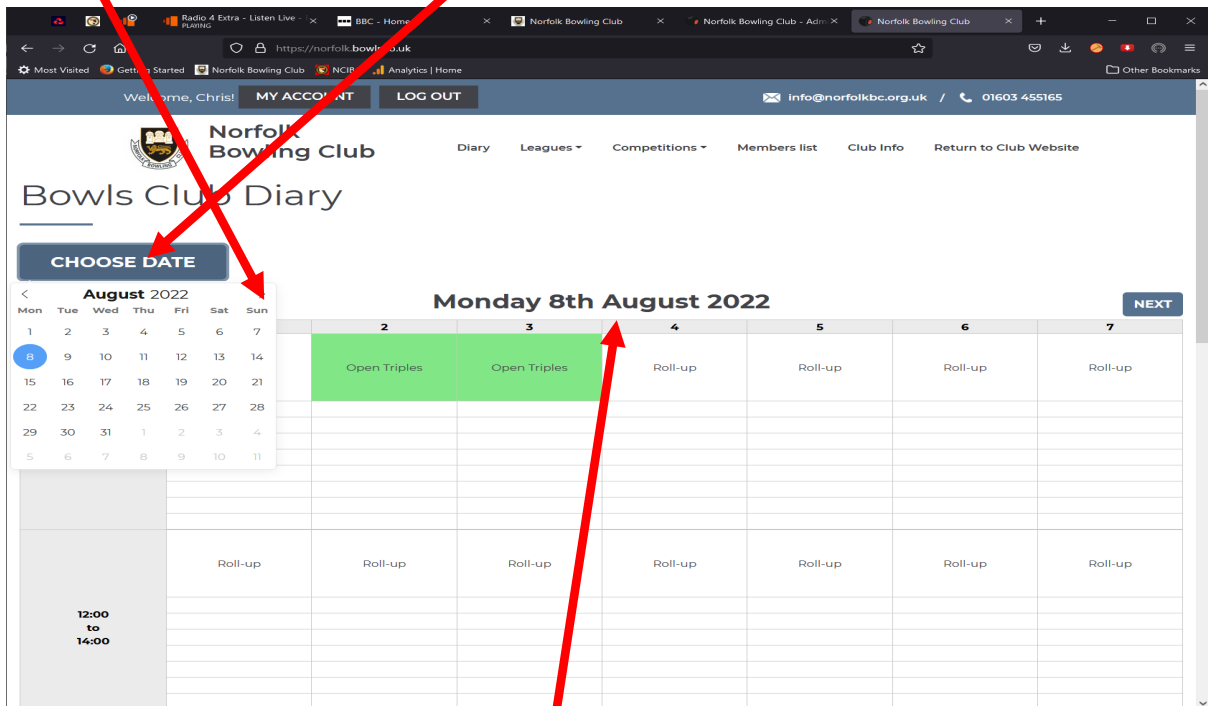 Radio 4 Extra - Listen Live -
PLAYING
BBC - Home
Norfolk Bowling Club
Norfolk Bowling Club - Adm
Norfolk Bowling Club
https://norfolk.bowls.co.uk
Most Visited Getting Started Norfolk Bowling Club NCIB Analytics | Home Other Bookmarks
Welcome, Chris! MY ACCOUNT LOG OUT info@norfolkbc.org.uk / 01603 455165
Norfolk
Bowling Club
Diary Leagues Competitions Members list Club Info Return to Club Website
Bowls Club Diary
CHOOSE DATE
August 2022
Mon Tue Wed Thu Fri Sat Sun
1 2 3 4 5 6 7
8 9 10 11 12 13 14
15 16 17 18 19 20 21
22 23 24 25 26 27 28
29 30 31 1 2 3 4
5 6 7 8 9 10 11
Monday 8th August 2022
NEXT
2 3 4 5 6 7
Open Triples Open Triples Roll-up Roll-up Roll-up Roll-up
Roll-up Roll-up Roll-up Roll-up Roll-up Roll-up Roll-up
12:00
to
14:00